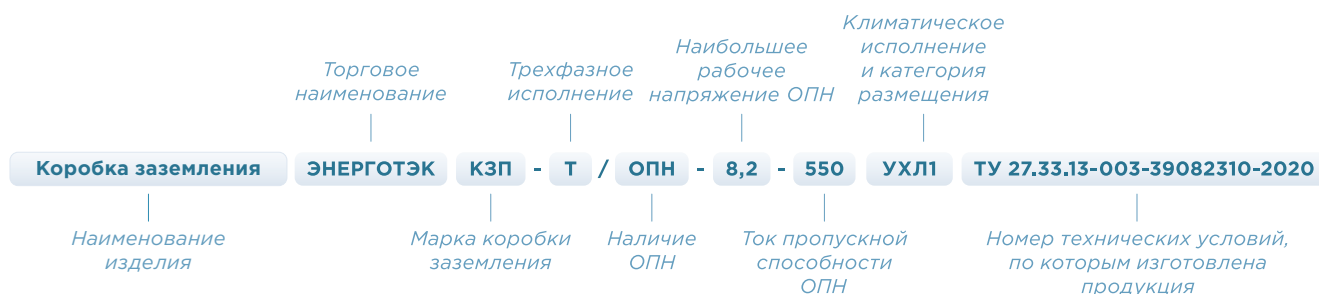 Климатическое
исполнение
и категория
размещения
Наибольшее
рабочее
напряжение ОПН
Торговое
наименование
Трехфазное
исполнение
Коробка заземления ЭНЕРГОТЭК КЗП - Т / ОПН - 8,2 - 550 УХЛ1 ТУ 27.33.13-003-39082310-2020
Наименование
изделия
Марка коробки
заземления
Наличие
ОПН
Ток пропускной
способности
ОПН
Номер технических условий,
по которым изготовлена
продукция